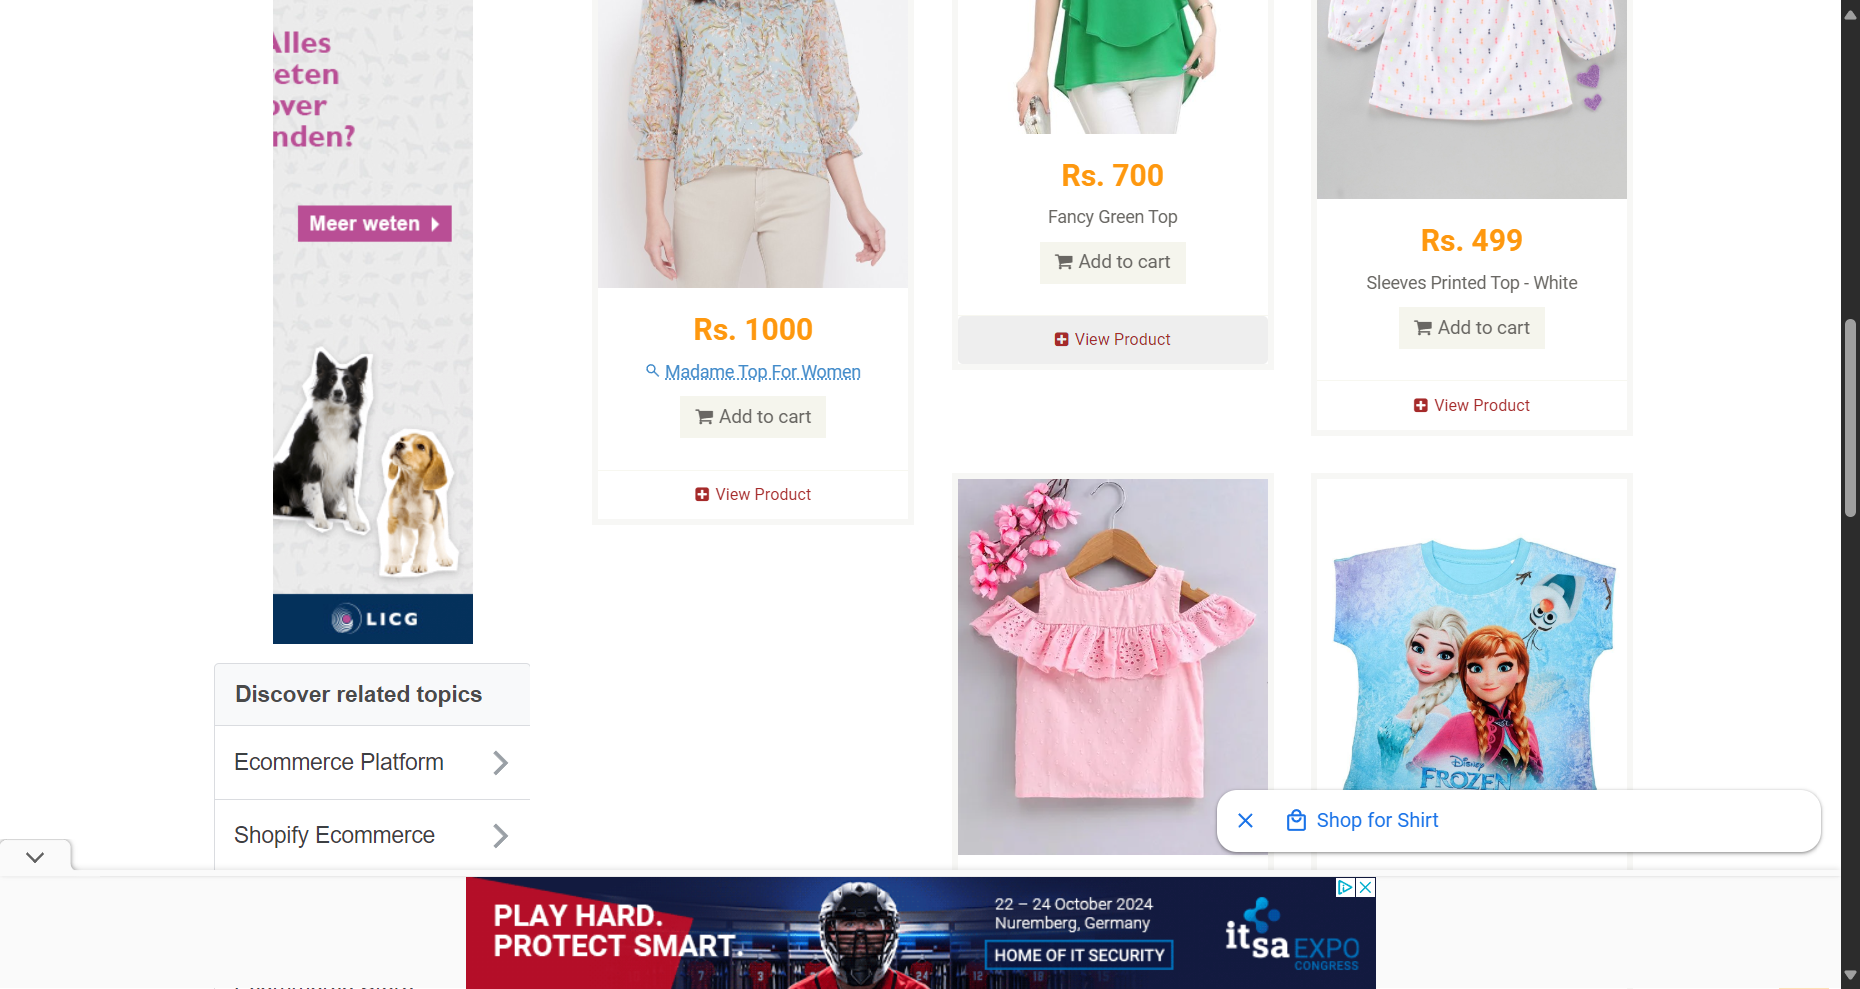 Alles
eten
over
nden?
Meer weten
LICG
Discover related topics
Ecommerce Platform
Shopify Ecommerce
Rs. 1000
Madame Top For Women
Add to cart
View Product
Rs. 700
Fancy Green Top
Add to cart
View Product
Rs. 499
Sleeves Printed Top - White
Add to cart
View Product
Disney
FROZEN
Shop for Shirt
PLAY HARD.
PROTECT SMART.
22 – 24 October 2024
Nuremberg, Germany
HOME OF IT SECURITY
itsa EXPO
CONGRESS